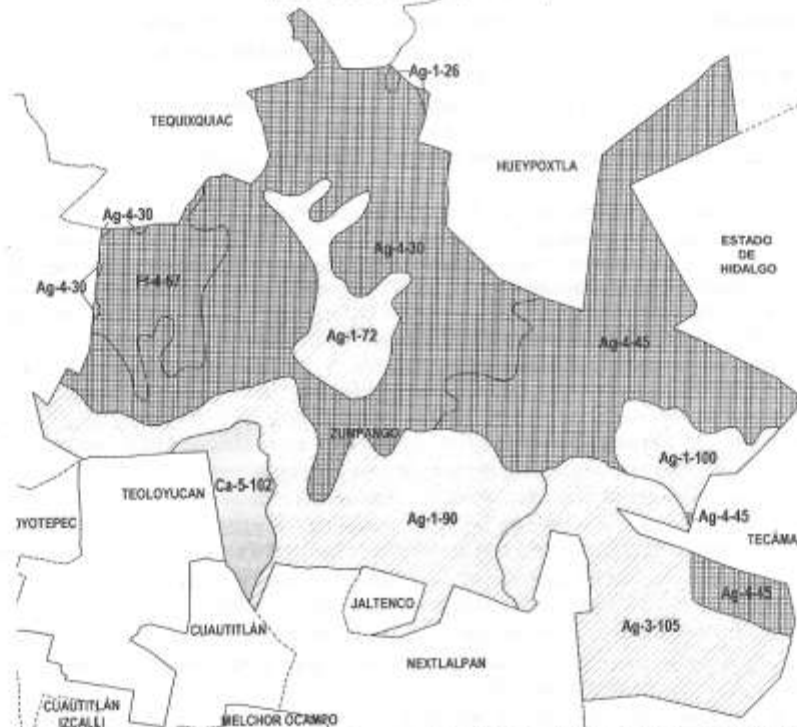 Ag-1-26
TEQUIXQUIAC
HUEYPOXTLA
Ag-4-30
Ag-4-30
ESTADO
DE
HIDALGO
Ag-4-30
Ag-1-72
Ag-4-45
ZUMPANGO
Ag-1-100
Ca-5-102
TEOLOYUCAN
Ag-1-90
Ag-4-45
OYOTEPEC
TECÁMA
Ag-4-45
JALTENCO
Ag-3-105
CUAUTITLÁN
NEXTLALPAN
CUAUTITLÁN
IZCALLI
MELCHOR OCAMPO